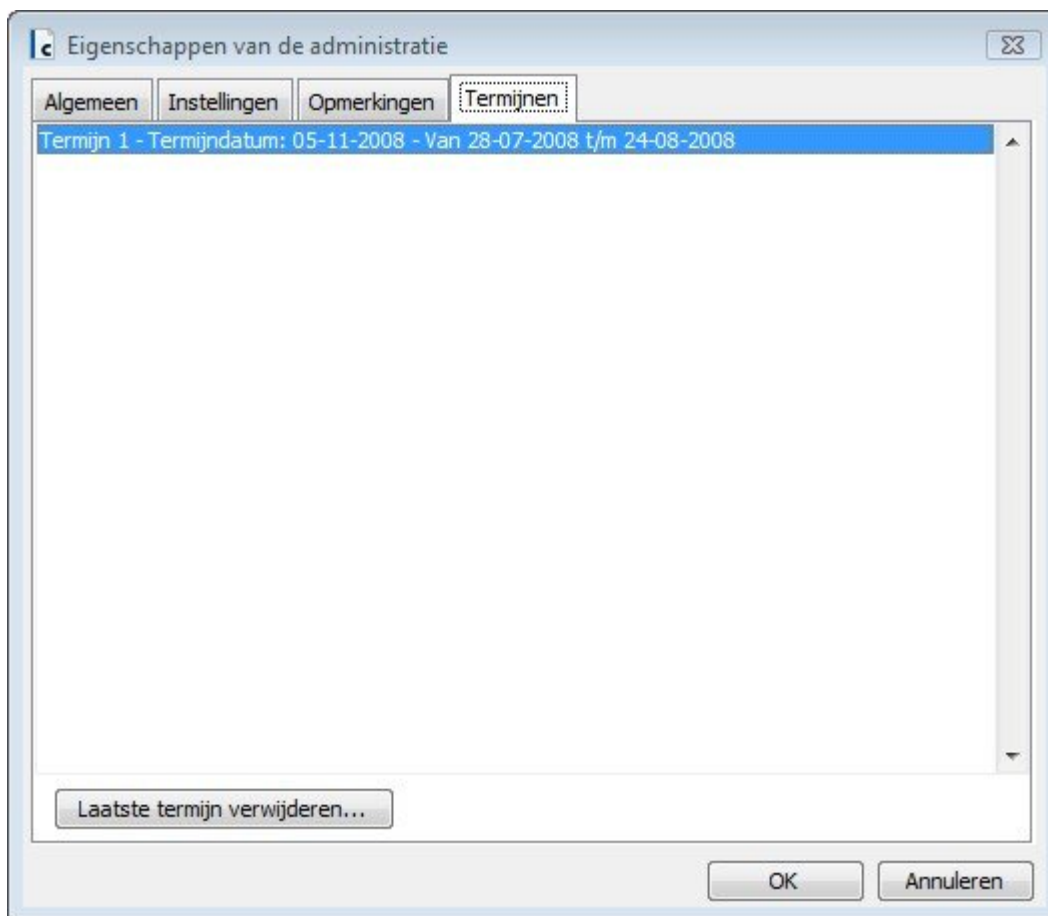 c Eigenschappen van de administratie
Algemeen Instellingen Opmerkingen Termijnen
Termijn 1 - Termijndatum: 05-11-2008 - Van 28-07-2008 t/m 24-08-2008
Laatste termijn verwijderen...
OK Annuleren